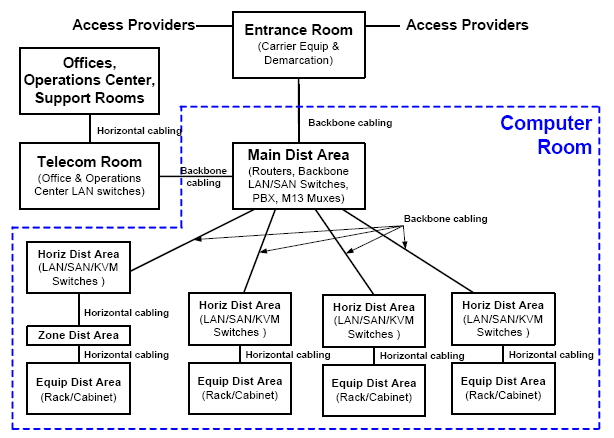 Access Providers
Entrance Room
(Carrier Equip &
Demarcation)
Access Providers
Offices,
Operations Center,
Support Rooms
Horizontal cabling
Backbone cabling
Computer
Room
Telecom Room
(Office & Operations
Center LAN switches)
Backbone
cabling
Main Dist Area
(Routers, Backbone
LAN/SAN Switches,
PBX, M13 Muxes)
Backbone cabling
Horiz Dist Area
(LAN/SAN/KVM
Switches )
Horiz Dist Area
(LAN/SAN/KVM
Switches )
Horiz Dist Area
(LAN/SAN/KVM
Switches )
Horiz Dist Area
(LAN/SAN/KVM
Switches )
Horizontal cabling
Zone Dist Area
Horizontal cabling
Horizontal cabling
Horizontal cabling
Horizontal cabling
Equip Dist Area
(Rack/Cabinet)
Equip Dist Area
(Rack/Cabinet)
Equip Dist Area
(Rack/Cabinet)
Equip Dist Area
(Rack/Cabinet)